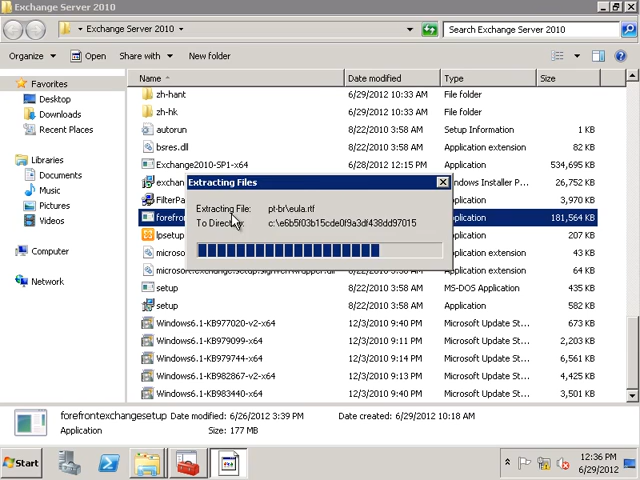 Exchange Server 2010
Exchange Server 2010
Search Exchange Server 2010
Organize Open Share with New folder
Favorites
Desktop
Downloads
Recent Places
Libraries
Documents
Music
Pictures
Videos
Computer
Network
Name Date modified Type Size
zh-hant 6/29/2012 10:33 AM File folder
zh-hk 6/29/2012 10:33 AM File folder
autorun 8/22/2010 3:58 AM Setup Information 1 KB
bsres.dll 8/22/2010 3:58 AM Application extension 82 KB
Exchange2010-SP1-x64 6/28/2012 12:15 PM Application 534,695 KB
exchan Windows Installer P... 26,752 KB
FilterPa 3,970 KB
forefro 181,564 KB
lpsetup 207 KB
microso extension 43 KB
microsoft.exchange.setup.signverfwrapper.dll extension 64 KB
setup 8/22/2010 3:58 AM MS-DOS Application 435 KB
setup 8/22/2010 3:58 AM Application 582 KB
Windows6.1-KB977020-v2-x64 12/3/2010 9:40 PM Microsoft Update St... 673 KB
Windows6.1-KB979099-x64 12/3/2010 9:11 PM Microsoft Update St... 2,203 KB
Windows6.1-KB979744-x64 12/3/2010 9:14 PM Microsoft Update St... 6,561 KB
Windows6.1-KB982867-v2-x64 12/3/2010 9:13 PM Microsoft Update St... 4,425 KB
Windows6.1-KB983440-x64 12/3/2010 9:40 PM Microsoft Update St... 3,501 KB
Extracting Files
Extracting File: pt-br\eula.rtf
To Directory: c:\e6b5f03b15cde0f9a3df438dd97015
forefrontexchangesetup Date modified: 6/26/2012 3:39 PM Date created: 6/29/2012 10:18 AM
Application Size: 177 MB
Start
12:36 PM
6/29/2012